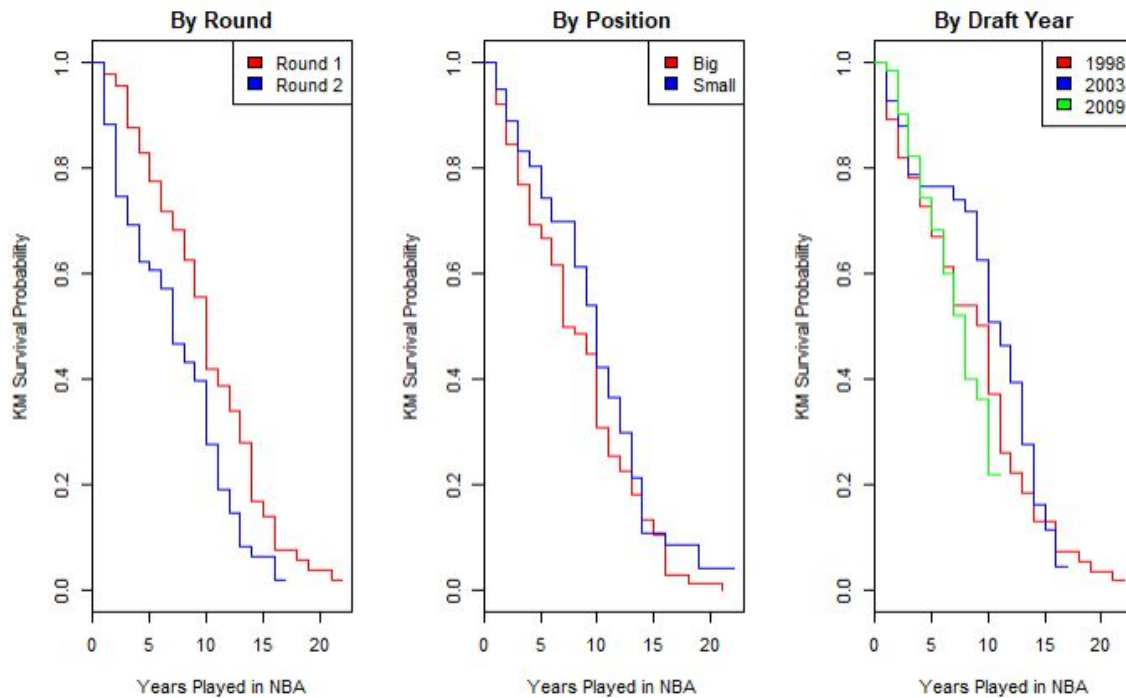 By Round
Round 1
Round 2
KM Survival Probability
1.0
0.8
0.6
0.4
0.2
0.0
0 5 10 15 20
Years Played in NBA
By Position
Big
Small
KM Survival Probability
1.0
0.8
0.6
0.4
0.2
0.0
0 5 10 15 20
Years Played in NBA
By Draft Year
1998
2003
2009
KM Survival Probability
1.0
0.8
0.6
0.4
0.2
0.0
0 5 10 15 20
Years Played in NBA